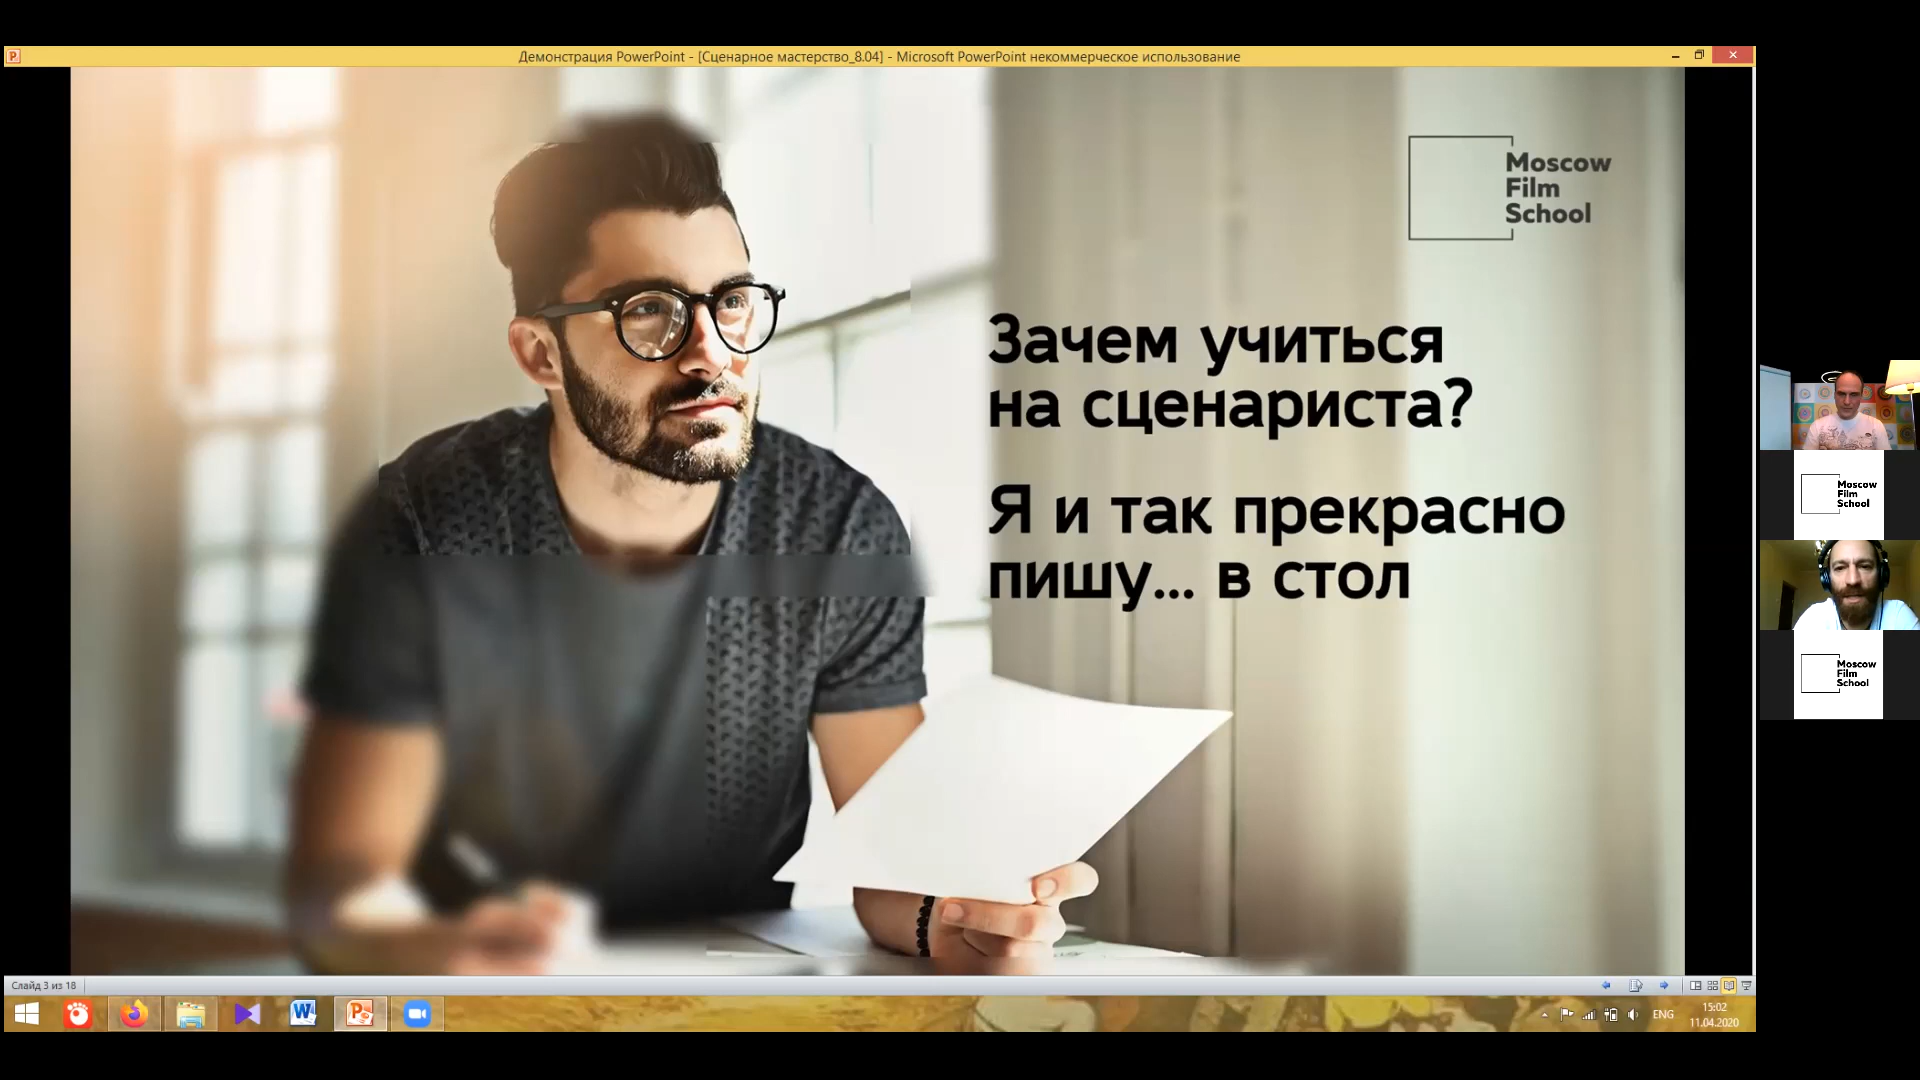 Демонстрация PowerPoint - [Сценарное мастерство_8.04] - Microsoft PowerPoint некоммерческое использование
Moscow
Film
School
Зачем учиться
на сценариста?
Я и так прекрасно
пишу... в стол
Moscow
Film
School
Moscow
Film
School
Слайд 3 из 18
ENG
15:02
11.04.2020